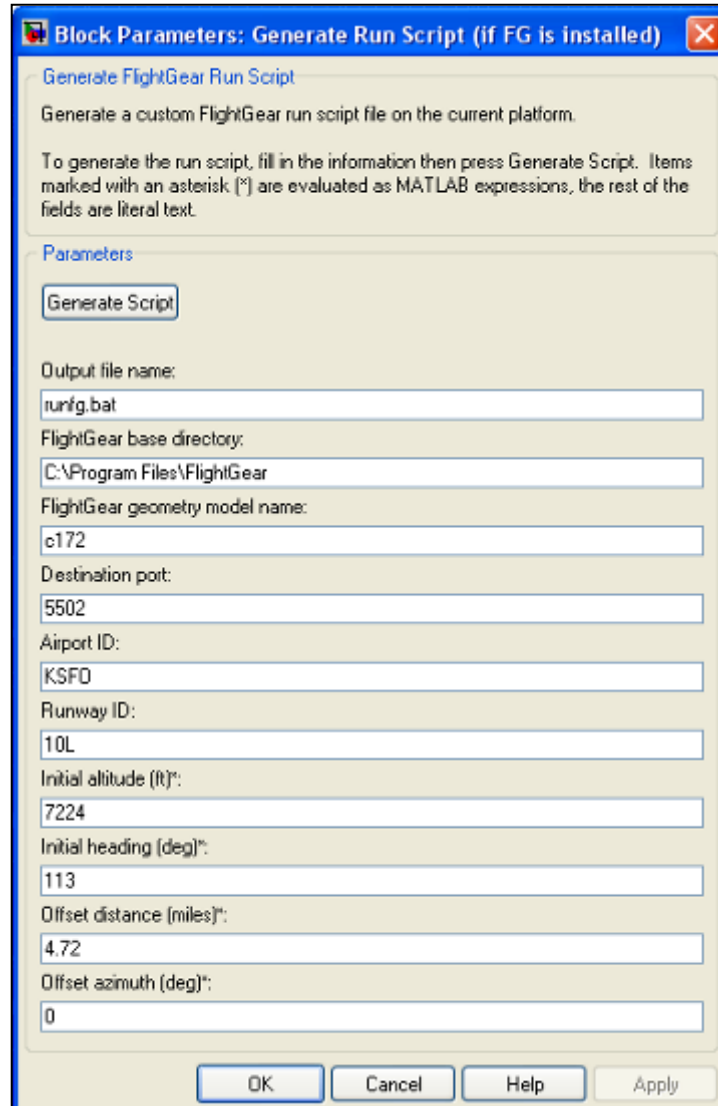 Block Parameters: Generate Run Script (if FG is installed)
Generate FlightGear Run Script
Generate a custom FlightGear run script file on the current platform.
To generate the run script, fill in the information then press Generate Script. Items
marked with an asterisk (*) are evaluated as MATLAB expressions, the rest of the
fields are literal text.
Parameters
Generate Script
Output file name:
runfg.bat
FlightGear base directory:
C:\Program Files\FlightGear
FlightGear geometry model name:
c172
Destination port:
5502
Airport ID:
KSFO
Runway ID:
10L
Initial altitude (ft)*:
7224
Initial heading (deg)*:
113
Offset distance (miles)*:
4.72
Offset azimuth (deg)*:
0
OK Cancel Help Apply